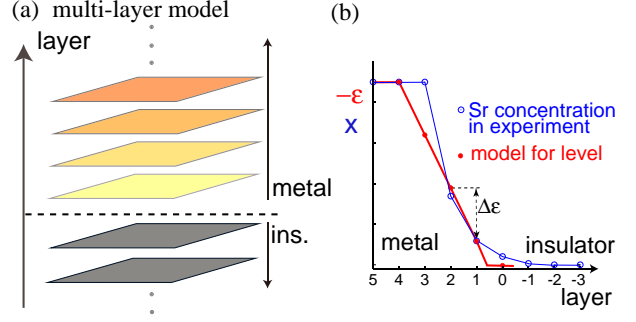 (a) multi-layer model
layer
metal
ins.
(b)
−ε
x
Sr concentration
in experiment
model for level
Δε
metal
insulator
5 4 3 2 1 0 -1 -2 -3
layer